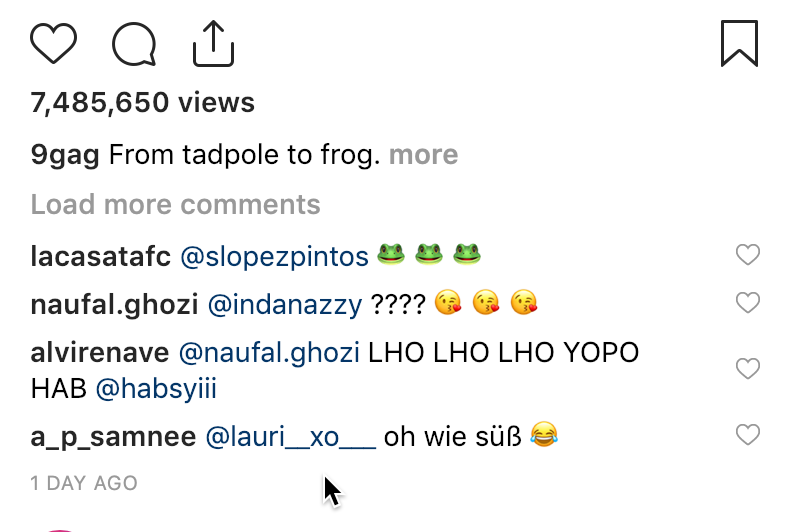 7,485,650 views
9gag From tadpole to frog. more
Load more comments
lacasatafc @slopezpintos 🐸 🐸 🐸
naufal.ghozi @indanazzy ???? 😘 😘 😘
alvirenave @naufal.ghozi LHO LHO LHO YOPO
HAB @habsyiii
a_p_samnee @lauri__xo___ oh wie süß 😂
1 DAY AGO